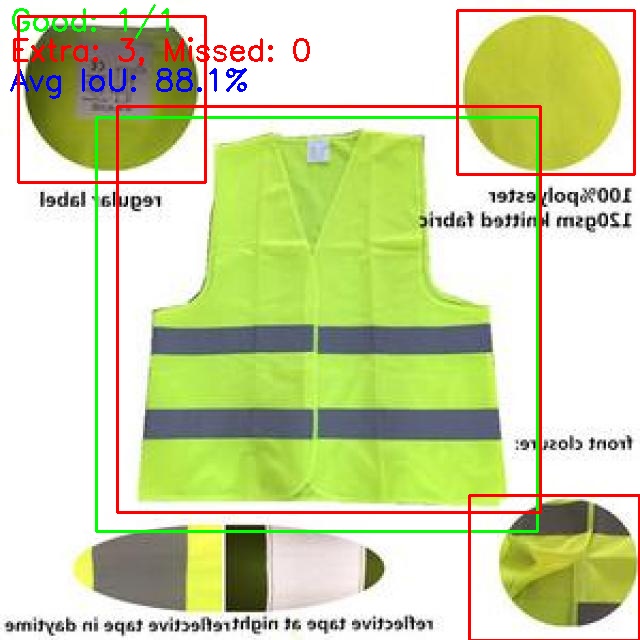 Good: 1/1
Extra: 3, Missed: 0
Avg IoU: 88.1%
regular label
100%polyester
120gsm knitted fabric
front closure:
reflective tape in daytime
reflective tape at night